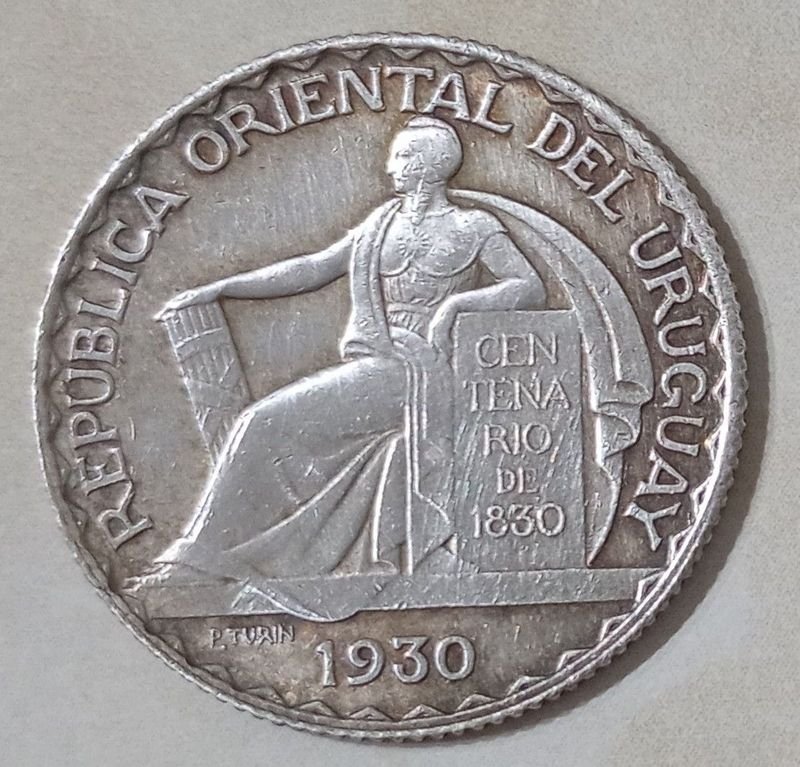 REPUBLICA ORIENTAL DEL URUGUAY
CEN
TENA
RIO
DE
1830
P. TURIN
1930